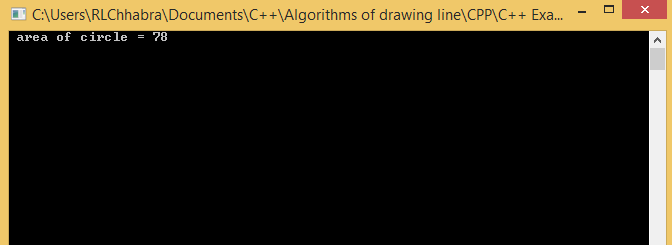 C:\Users\RLChhabra\Documents\C++\Algorithms of drawing line\CPP\C++ Exa...
area of circle = 78